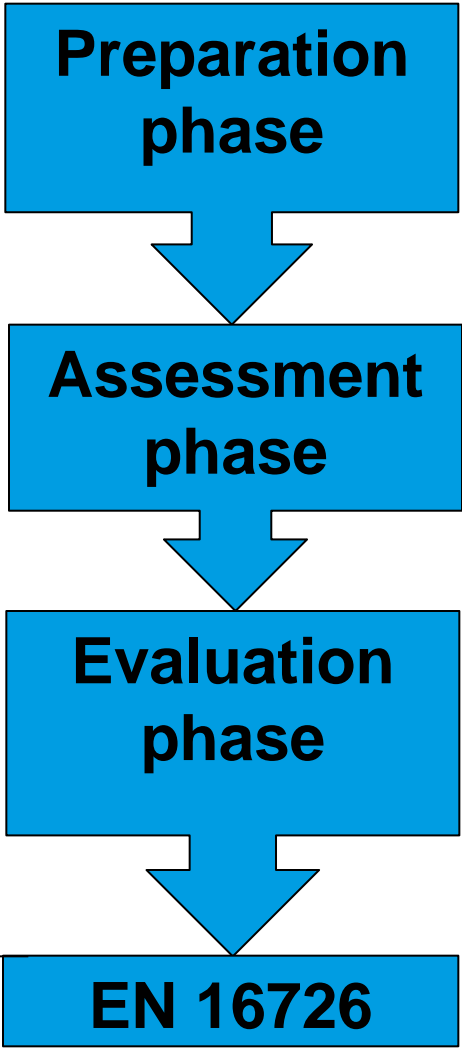 Preparation
phase
Assessment
phase
Evaluation
phase
EN 16726